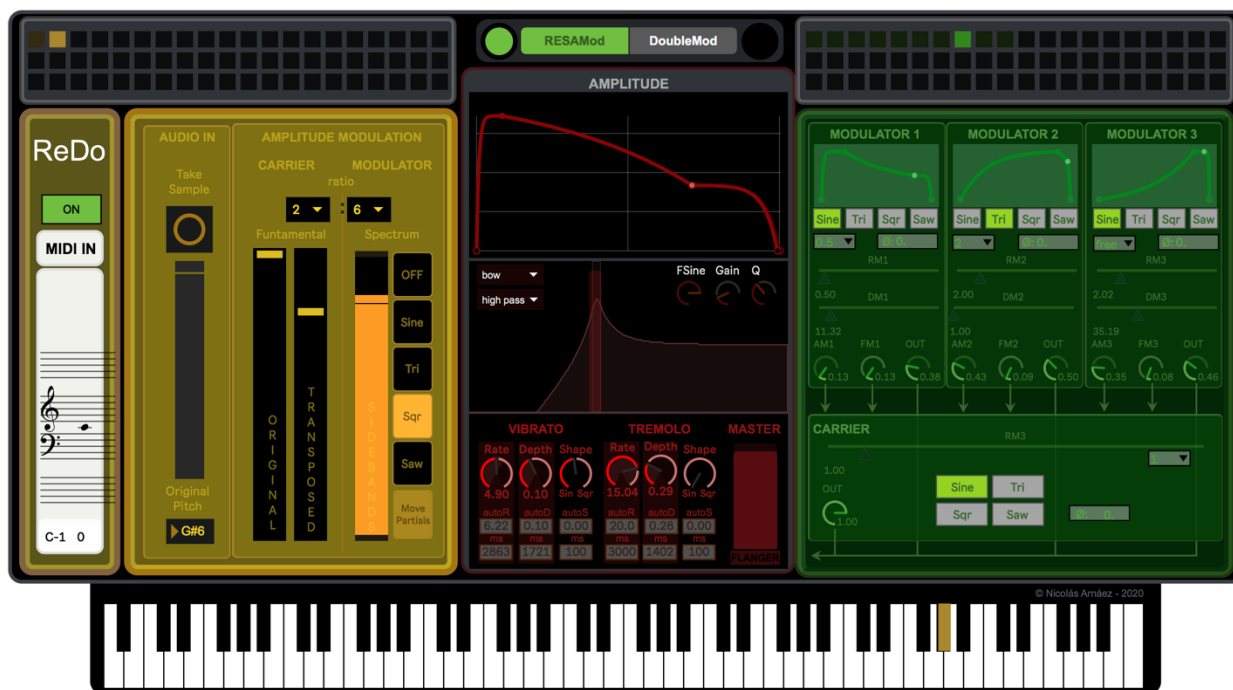 RESAMod DoubleMod
ReDo
ON
MIDI IN
C-1 0
AUDIO IN
Take
Sample
Original
Pitch
G#6
AMPLITUDE MODULATION
CARRIER MODULATOR
ratio
2 : 6
Funtamental Spectrum
ORIGINAL
TRANSPOSED
SIDEBANDS
OFF
Sine
Tri
Sqr
Saw
Move
Partials
AMPLITUDE
bow
high pass
FSine Gain Q
VIBRATO TREMOLO MASTER
Rate Depth Shape Rate Depth Shape
4.90 0.10 Sin Sqr 15.04 0.29 Sin Sqr
autoR autoD autoS autoR autoD autoS
6.22 0.10 0.00 20.0 0.28 0.00
ms ms ms ms
2863 1721 100 3000 1402 100
FLANGER
MODULATOR 1 MODULATOR 2 MODULATOR 3
Sine Tri Sqr Saw Sine Tri Sqr Saw Sine Tri Sqr Saw
0.5 Ø: 0. 2 Ø: 0. free Ø: 0.
RM1 RM2 RM3
0.50 2.00 2.02
DM1 DM2 DM3
11.32 1.00 35.19
AM1 FM1 OUT AM2 FM2 OUT AM3 FM3 OUT
0.13 0.13 0.38 0.43 0.09 0.50 0.35 0.08 0.46
CARRIER
RM3
1
1.00
OUT
1.00
Sine Tri
Sqr Saw
Ø: 0.
© Nicolás Arnáez - 2020